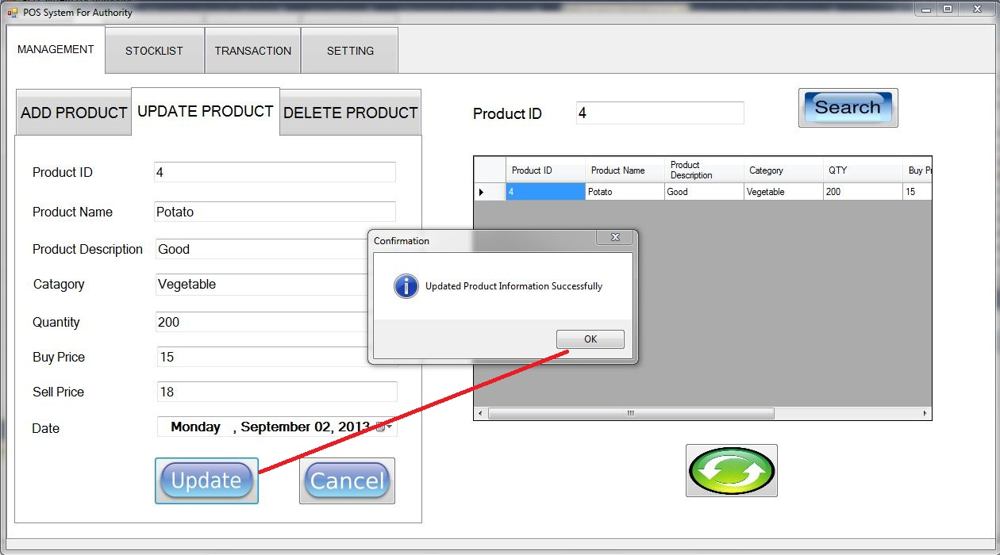 POS System For Authority
MANAGEMENT
STOCKLIST
TRANSACTION
SETTING
ADD PRODUCT
UPDATE PRODUCT
DELETE PRODUCT
Product ID 4
Product Name Potato
Product Description Good
Catagory Vegetable
Quantity 200
Buy Price 15
Sell Price 18
Date Monday , September 02, 2013
Update
Cancel
Product ID 4
Search
Product ID Product Name Product Description Category QTY Buy Pr
4 Potato Good Vegetable 200 15
Confirmation
Updated Product Information Successfully
OK